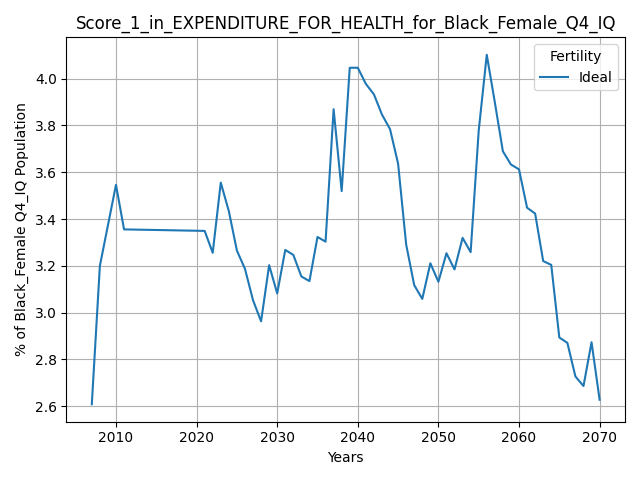 Score_1_in_EXPENDITURE_FOR_HEALTH_for_Black_Female_Q4_IQ
Fertility
Ideal
% of Black_Female Q4_IQ Population
4.0
3.8
3.6
3.4
3.2
3.0
2.8
2.6
2010 2020 2030 2040 2050 2060 2070
Years